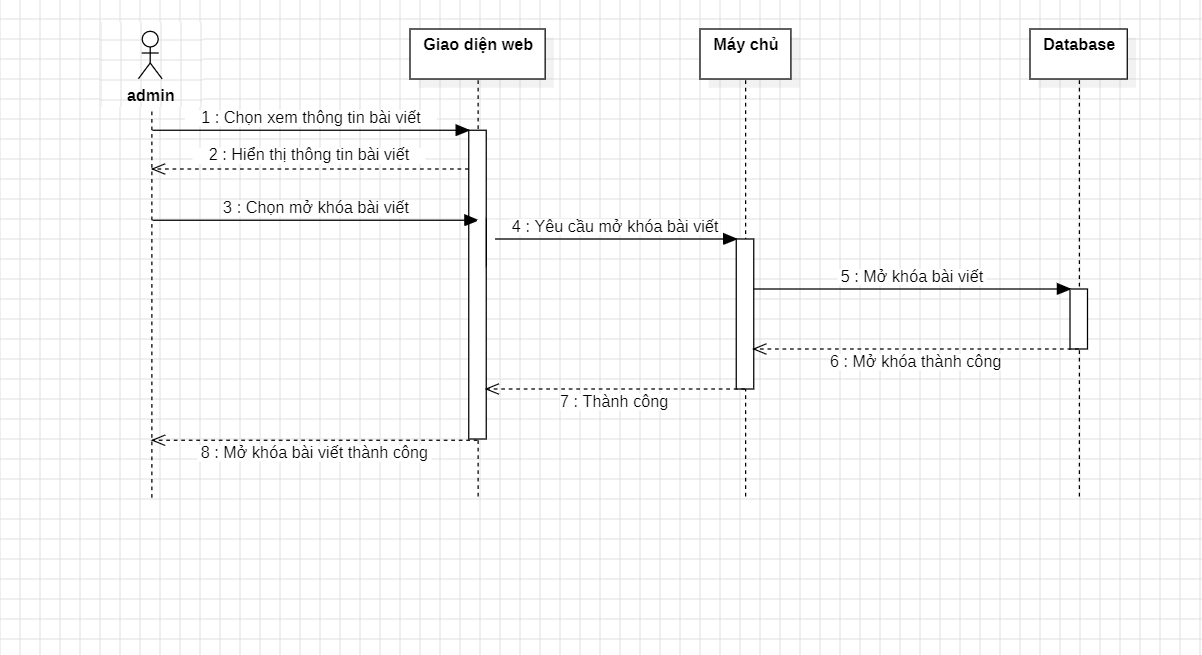 Giao diện web
Máy chủ
Database
admin
1 : Chọn xem thông tin bài viết
2 : Hiển thị thông tin bài viết
3 : Chọn mở khóa bài viết
4 : Yêu cầu mở khóa bài viết
5 : Mở khóa bài viết
6 : Mở khóa thành công
7 : Thành công
8 : Mở khóa bài viết thành công